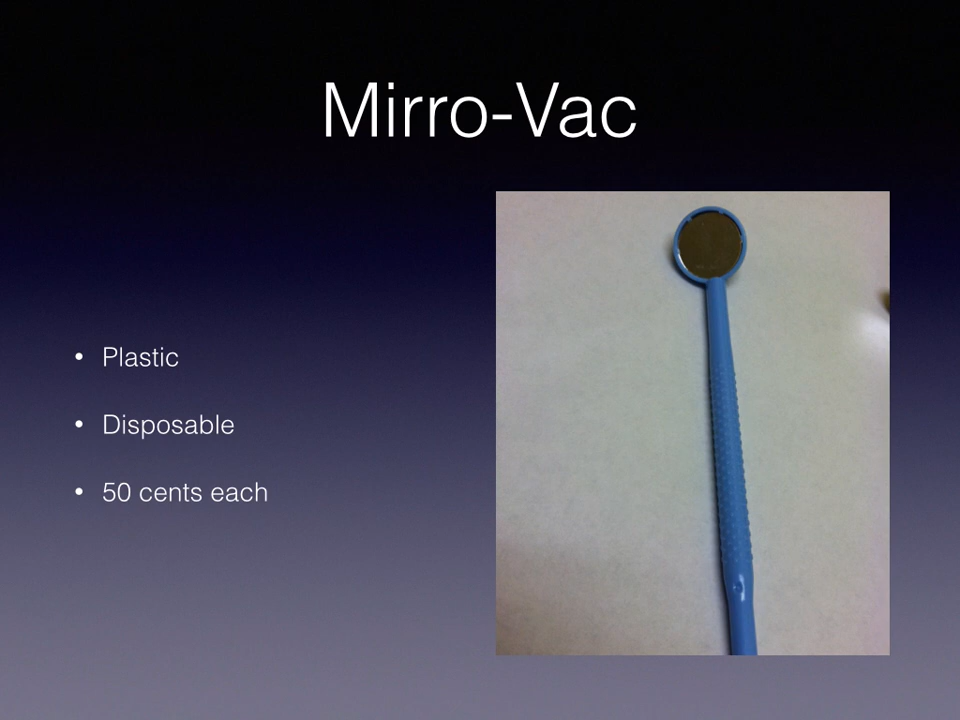 Mirro-Vac
• Plastic
• Disposable
• 50 cents each